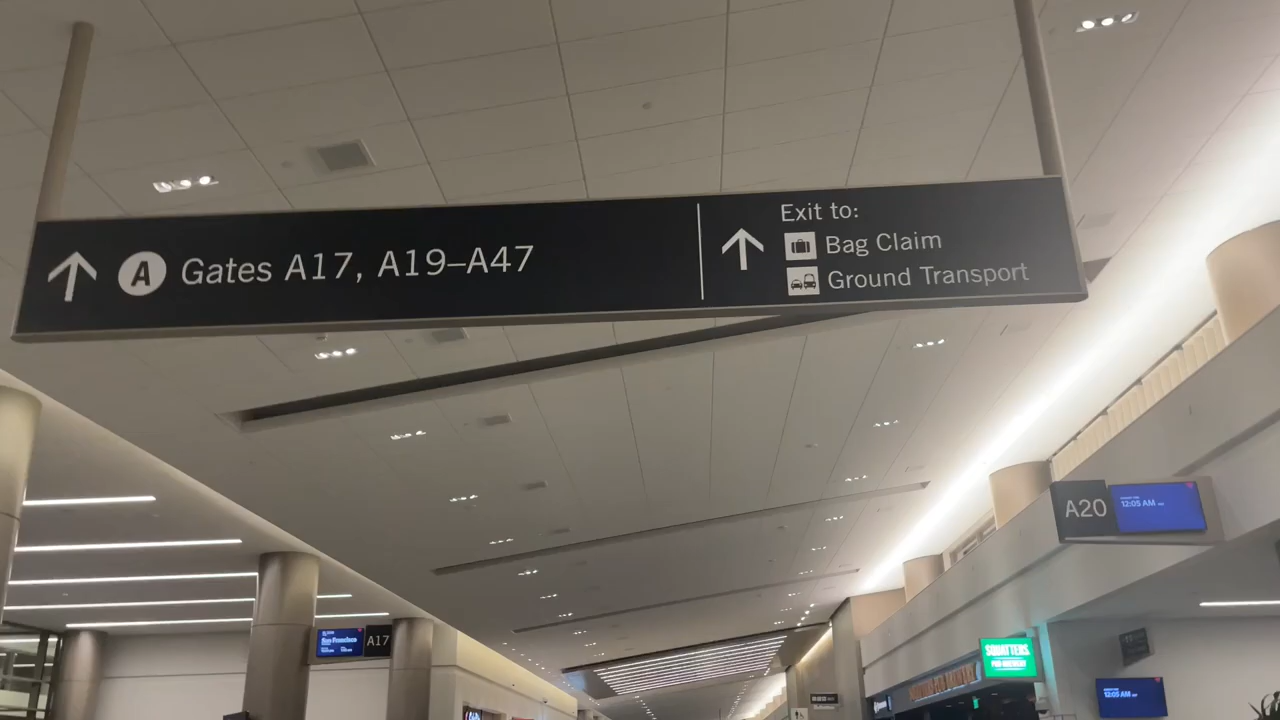 A Gates A17, A19–A47
Exit to:
Bag Claim
Ground Transport
A20
12:05 AM
San Francisco
A17
SQUATTERS
PUB BREWERY
12:05 AM